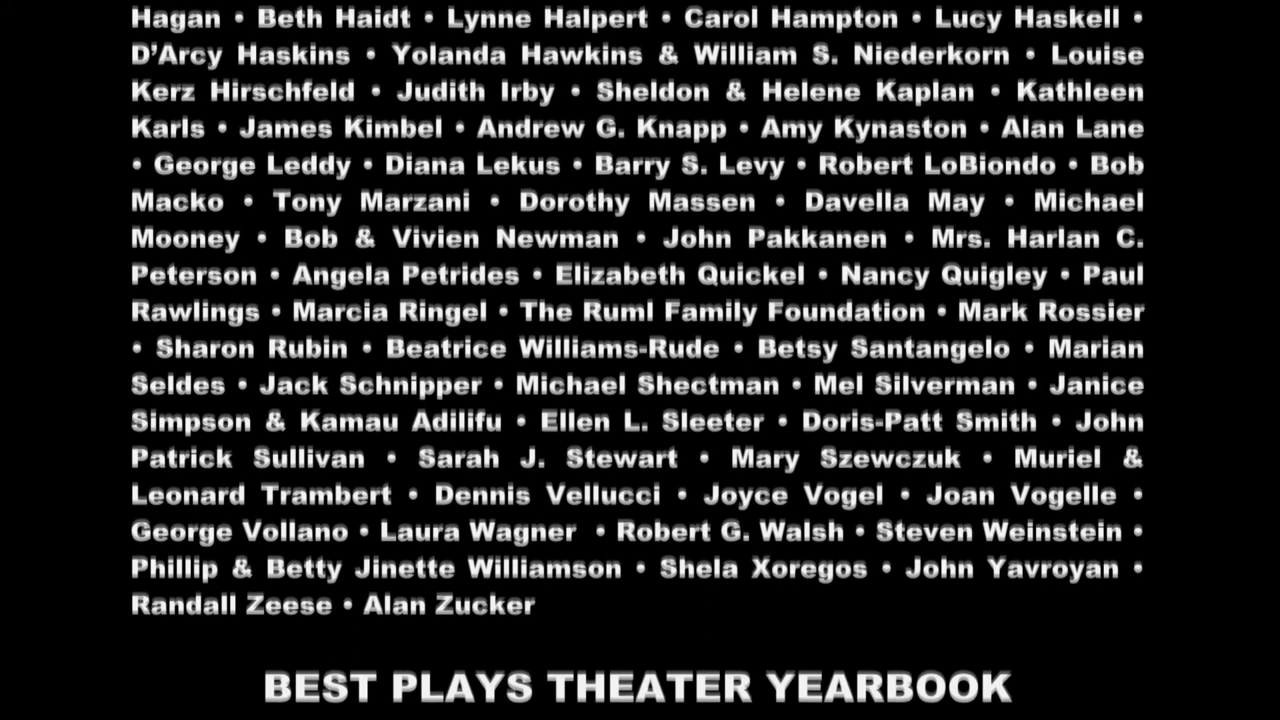 Hagan • Beth Haidt • Lynne Halpert • Carol Hampton • Lucy Haskell •
D’Arcy Haskins • Yolanda Hawkins & William S. Niederkorn • Louise
Kerz Hirschfeld • Judith Irby • Sheldon & Helene Kaplan • Kathleen
Karls • James Kimbel • Andrew G. Knapp • Amy Kynaston • Alan Lane
• George Leddy • Diana Lekus • Barry S. Levy • Robert LoBiondo • Bob
Macko • Tony Marzani • Dorothy Massen • Davella May • Michael
Mooney • Bob & Vivien Newman • John Pakkanen • Mrs. Harlan C.
Peterson • Angela Petrides • Elizabeth Quickel • Nancy Quigley • Paul
Rawlings • Marcia Ringel • The Ruml Family Foundation • Mark Rossier
• Sharon Rubin • Beatrice Williams-Rude • Betsy Santangelo • Marian
Seldes • Jack Schnipper • Michael Shectman • Mel Silverman • Janice
Simpson & Kamau Adilifu • Ellen L. Sleeter • Doris-Patt Smith • John
Patrick Sullivan • Sarah J. Stewart • Mary Szewczuk • Muriel &
Leonard Trambert • Dennis Vellucci • Joyce Vogel • Joan Vogelle •
George Vollano • Laura Wagner • Robert G. Walsh • Steven Weinstein •
Phillip & Betty Jinette Williamson • Shela Xoregos • John Yavroyan •
Randall Zeese • Alan Zucker
BEST PLAYS THEATER YEARBOOK